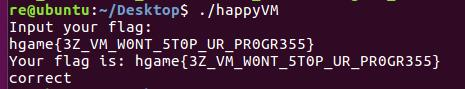 re@ubuntu:~/Desktop$ ./happyVM
Input your flag:
hgame{3Z_VM_W0NT_5T0P_UR_PR0GR355}
Your flag is: hgame{3Z_VM_W0NT_5T0P_UR_PR0GR355}
correct